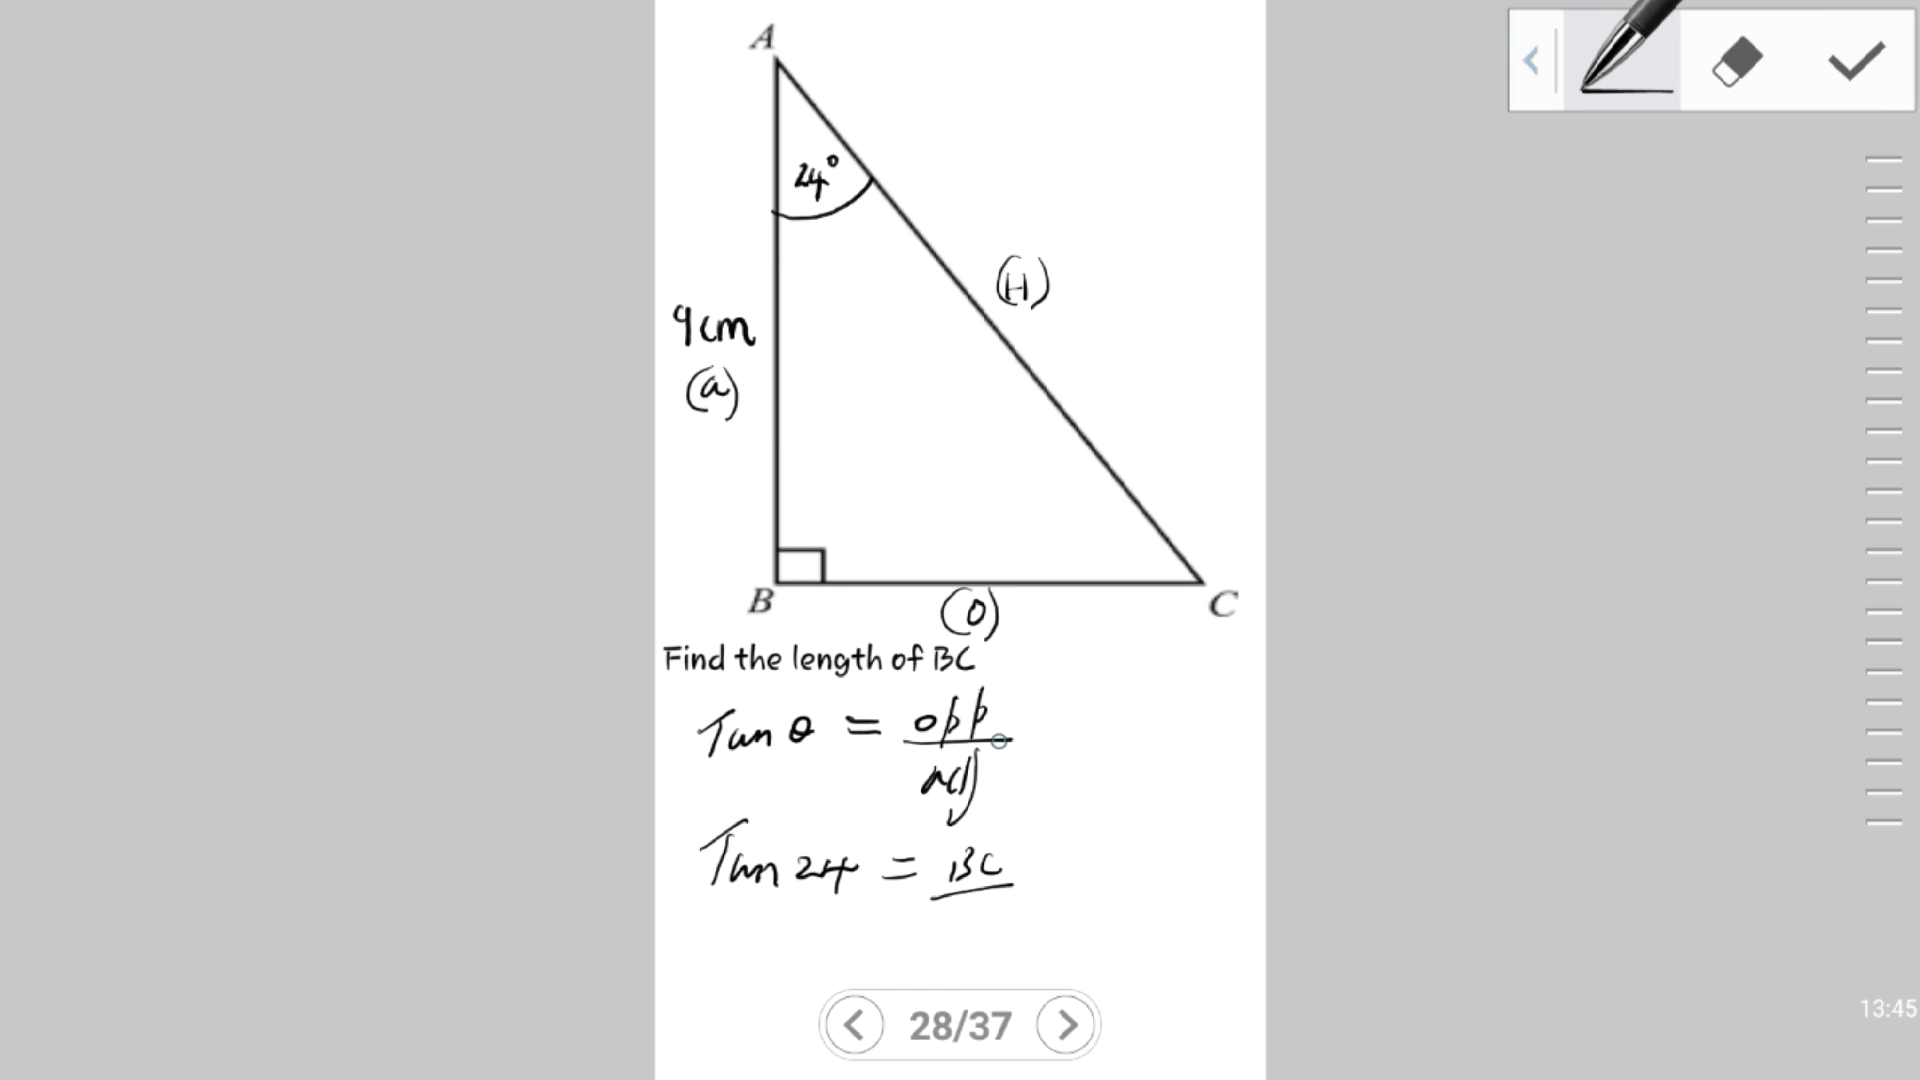 A
24°
(H)
9cm
(a)
B
(O)
C
Find the length of BC
Tan θ = opp
adj
Tan 24 = BC
28/37
13:45